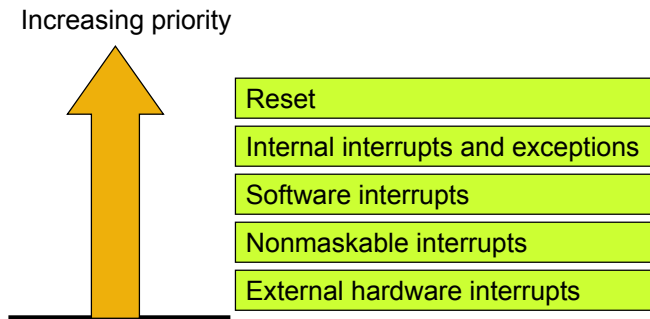 Increasing priority
Reset
Internal interrupts and exceptions
Software interrupts
Nonmaskable interrupts
External hardware interrupts